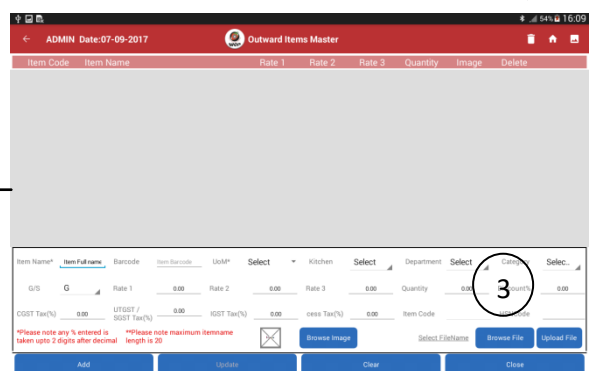 54% 16:09
ADMIN Date:07-09-2017 Outward Items Master
Item Code Item Name Rate 1 Rate 2 Rate 3 Quantity Image Delete
Item Name* Item Full name Barcode Item Barcode UoM* Select Kitchen Select Department Select Category Selec..
G/S G Rate 1 0.00 Rate 2 0.00 Rate 3 0.00 Quantity 0.00 3 0.00
CGST Tax(%) 0.00 UTGST / SGST Tax(%) 0.00 IGST Tax(%) 0.00 cess Tax(%) 0.00 Item Code
*Please note any % entered is taken upto 2 digits after decimal **Please note maximum itemname length is 20 Browse Image Select FileName Browse File Upload File
Add Update Clear Close